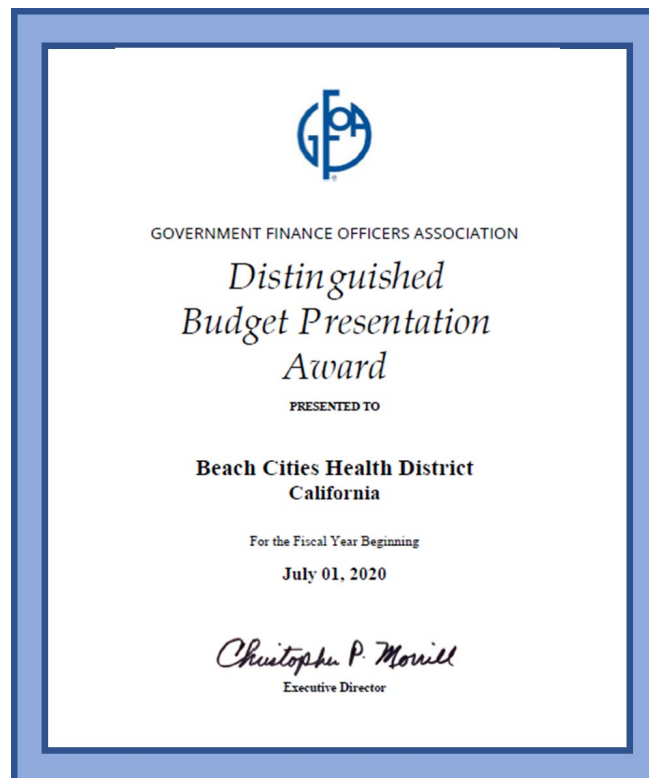 GFOA
GOVERNMENT FINANCE OFFICERS ASSOCIATION
Distinguished
Budget Presentation
Award
PRESENTED TO
Beach Cities Health District
California
For the Fiscal Year Beginning
July 01, 2020
Christopher P. Morrill
Executive Director